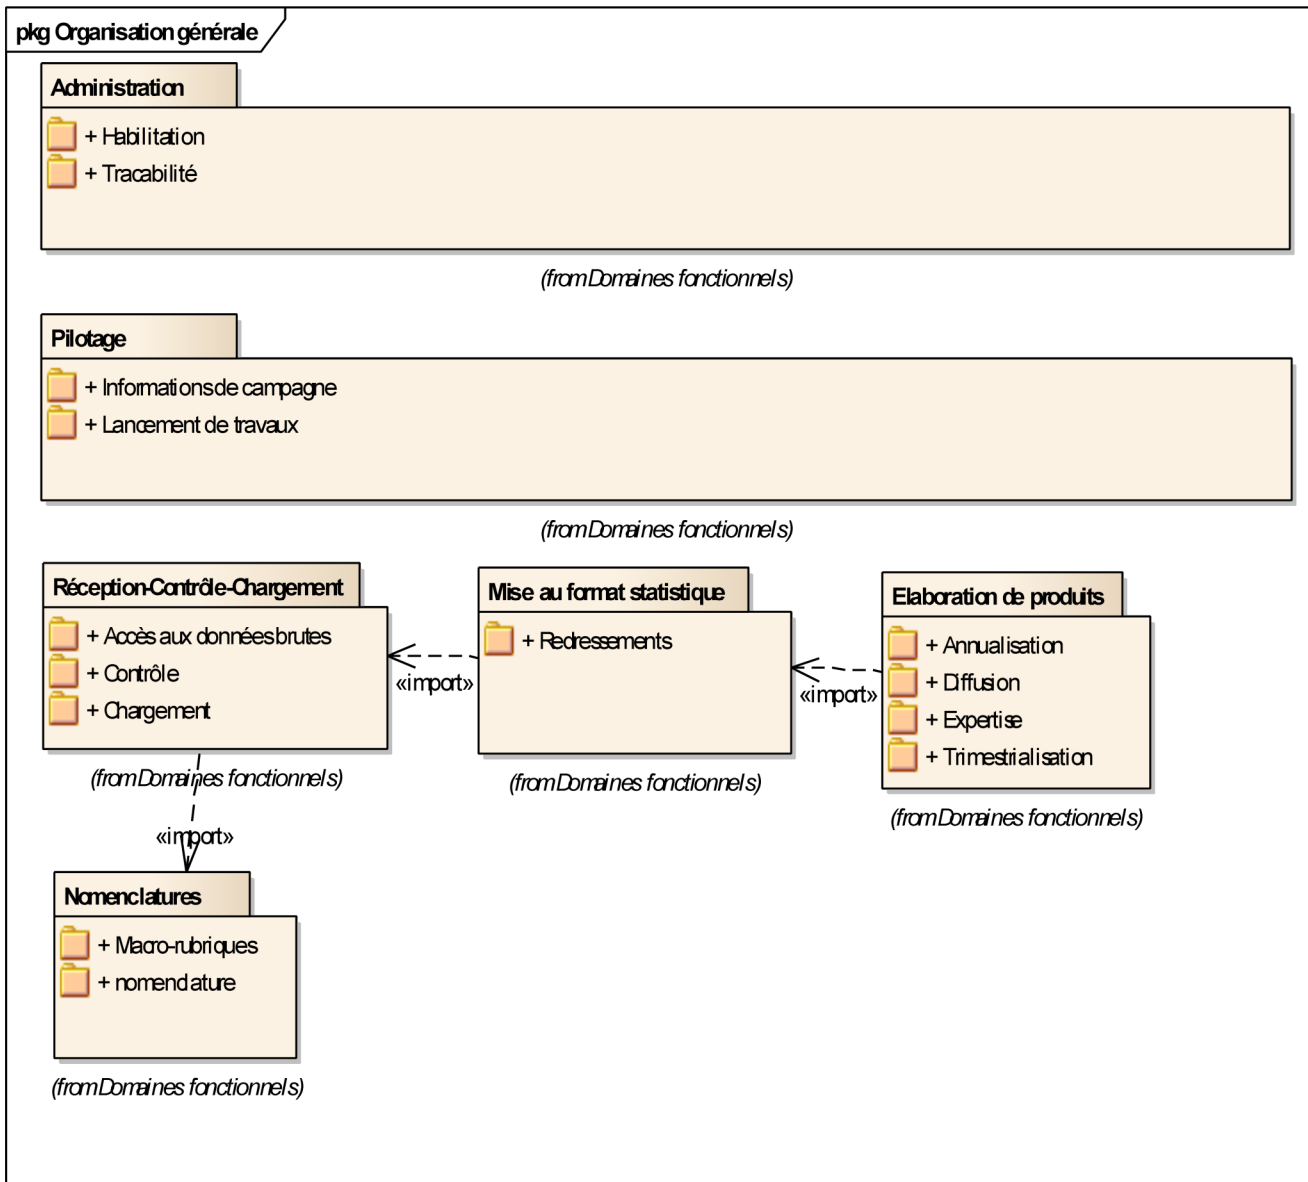 pkg Organisation générale
Administration
+ Habilitation
+ Tracabilité
(from Domaines fonctionnels)
Pilotage
+ Informations de campagne
+ Lancement de travaux
(from Domaines fonctionnels)
Réception-Contrôle-Chargement
+ Accès aux données brutes
+ Contrôle
+ Chargement
(from Domaines fonctionnels)
«import»
Mise au format statistique
+ Redressements
(from Domaines fonctionnels)
«import»
Elaboration de produits
+ Annualisation
+ Diffusion
+ Expertise
+ Trimestrialisation
(from Domaines fonctionnels)
«import»
Nomenclatures
+ Macro-rubriques
+ nomenclature
(from Domaines fonctionnels)